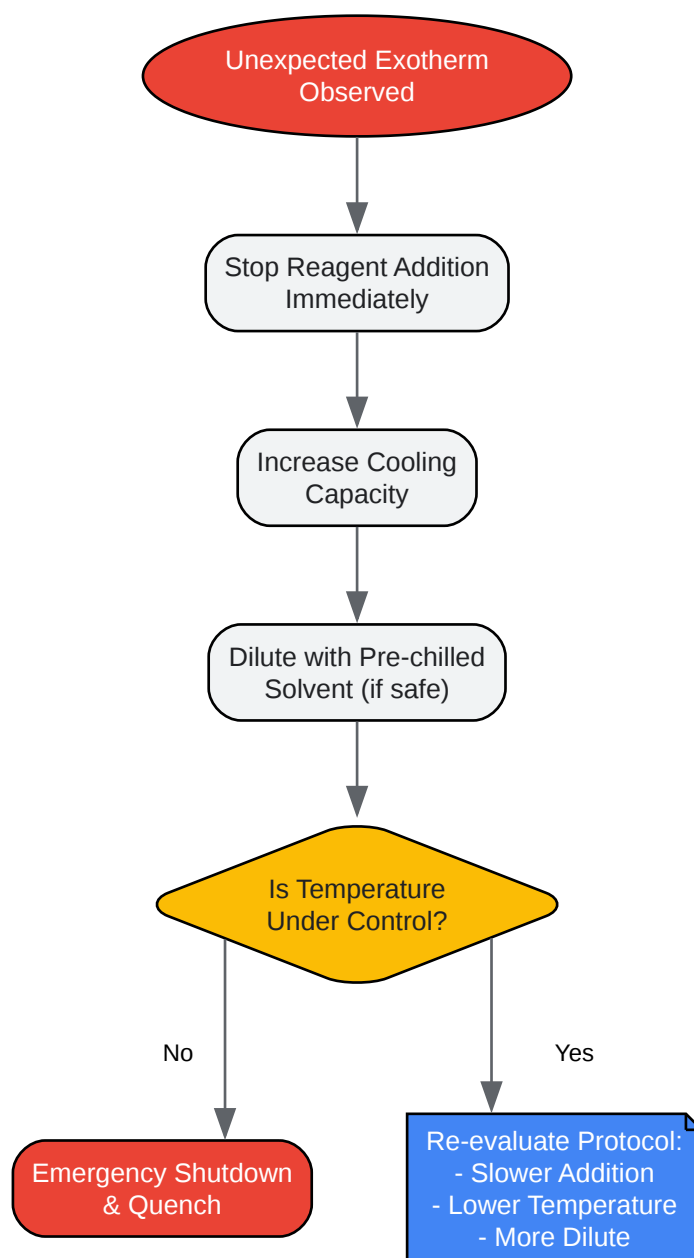 Unexpected Exotherm
Observed
Stop Reagent Addition
Immediately
Increase Cooling
Capacity
Dilute with Pre-chilled
Solvent (if safe)
Is Temperature
Under Control?
No
Yes
Emergency Shutdown
& Quench
Re-evaluate Protocol:
- Slower Addition
- Lower Temperature
- More Dilute